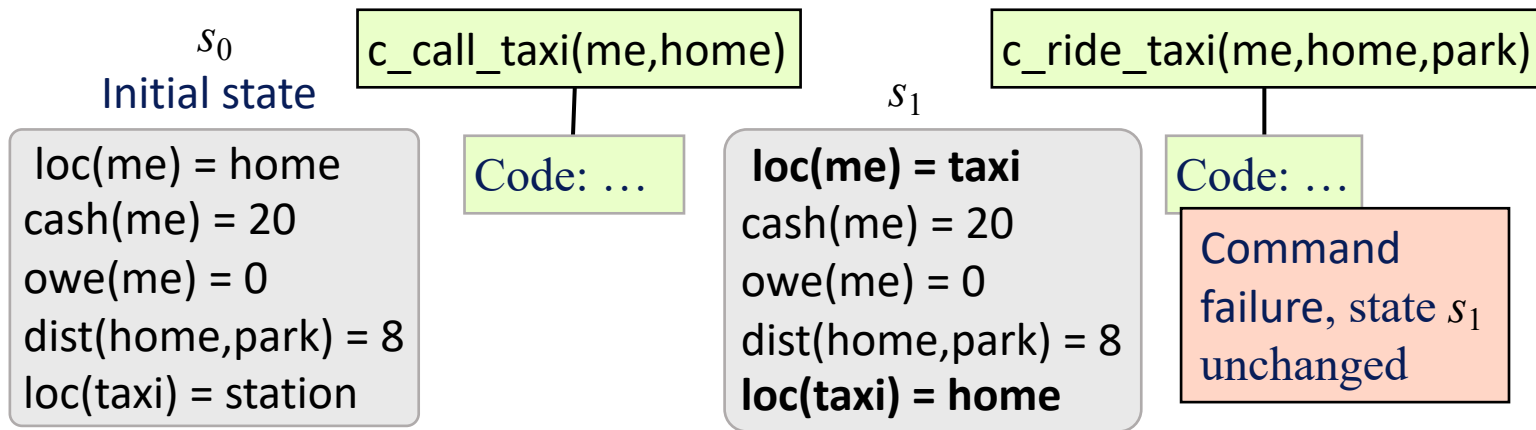 s0
Initial state
loc(me) = home
cash(me) = 20
owe(me) = 0
dist(home,park) = 8
loc(taxi) = station
c_call_taxi(me,home)
Code: …
s1
loc(me) = taxi
cash(me) = 20
owe(me) = 0
dist(home,park) = 8
loc(taxi) = home
c_ride_taxi(me,home,park)
Code: …
Command
failure, state s1
unchanged